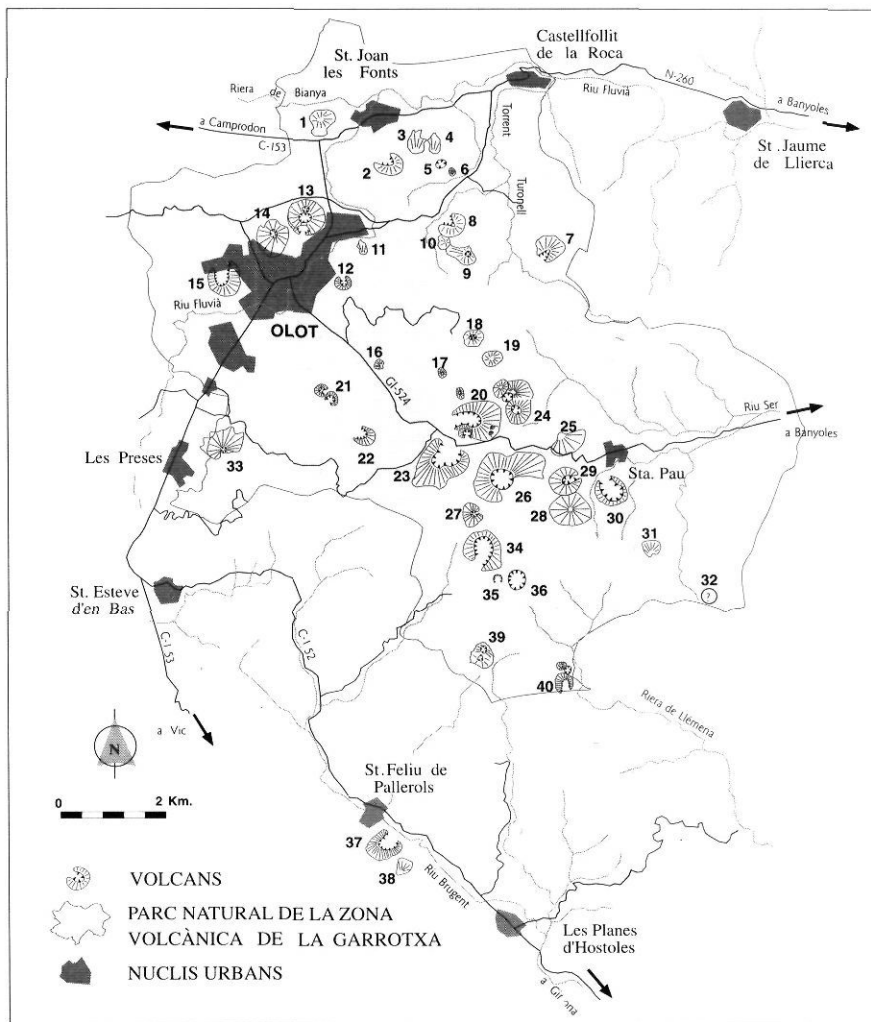 Castellfollit
de la Roca
St. Joan
les Fonts
N-260
a Banyoles
Riera de Bianya
Riu Fluvià
a Camprodon
C-153
St. Jaume
de Llierca
Torrent
Turonell
1
2
3
4
5
6
7
8
9
10
11
12
13
14
15
Riu Fluvià
OLOT
16
17
18
19
20
21
22
23
24
25
GI-524
Riu Ser
a Banyoles
Les Preses
33
Sta. Pau
26
27
28
29
30
31
32
?
34
35
36
St. Esteve
d'en Bas
C-153
C-152
39
40
Riera de Llémena
a Vic
N
0 2 Km.
St. Feliu de
Pallerols
37
38
Riu Brugent
Les Planes
d'Hostoles
VOLCANS
PARC NATURAL DE LA ZONA
VOLCÀNICA DE LA GARROTXA
NUCLIS URBANS